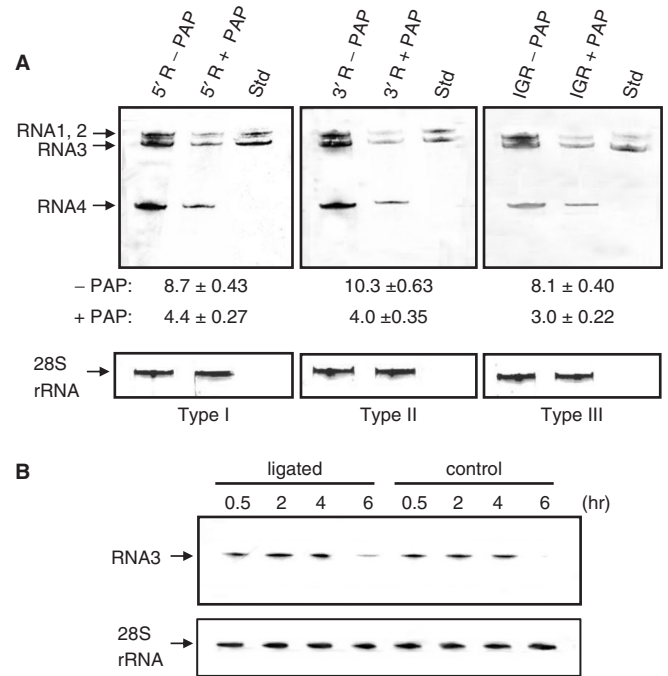 A
5′ R – PAP
5′ R + PAP
Std
3′ R – PAP
3′ R + PAP
Std
IGR – PAP
IGR + PAP
Std
RNA1, 2
RNA3
RNA4
– PAP: 8.7 ± 0.43 10.3 ±0.63 8.1 ± 0.40
+ PAP: 4.4 ± 0.27 4.0 ±0.35 3.0 ± 0.22
28S
rRNA
Type I Type II Type III
B
ligated control
0.5 2 4 6 0.5 2 4 6 (hr)
RNA3
28S
rRNA